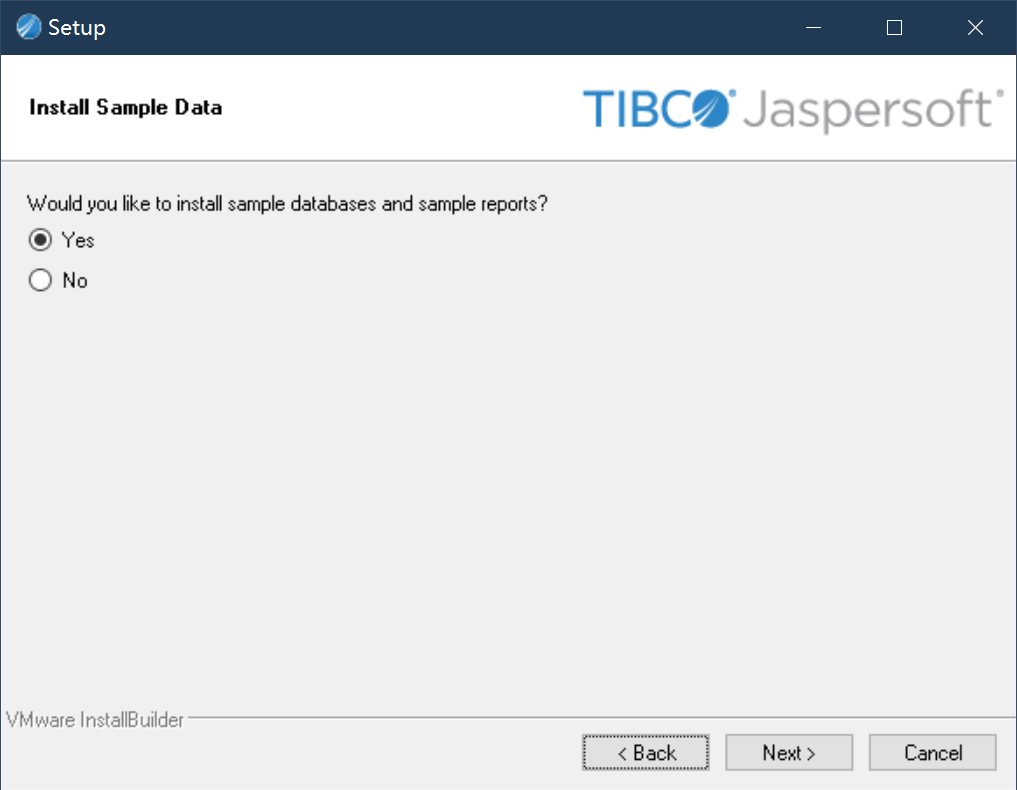 Setup
Install Sample Data
TIBCO® Jaspersoft®
Would you like to install sample databases and sample reports?
Yes
No
VMware InstallBuilder
< Back
Next >
Cancel